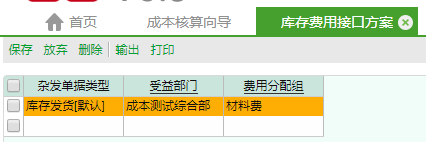 首页 成本核算向导 库存费用接口方案
保存 放弃 删除 输出 打印
杂发单据类型 受益部门 费用分配组
库存发货[默认] 成本测试综合部 材料费